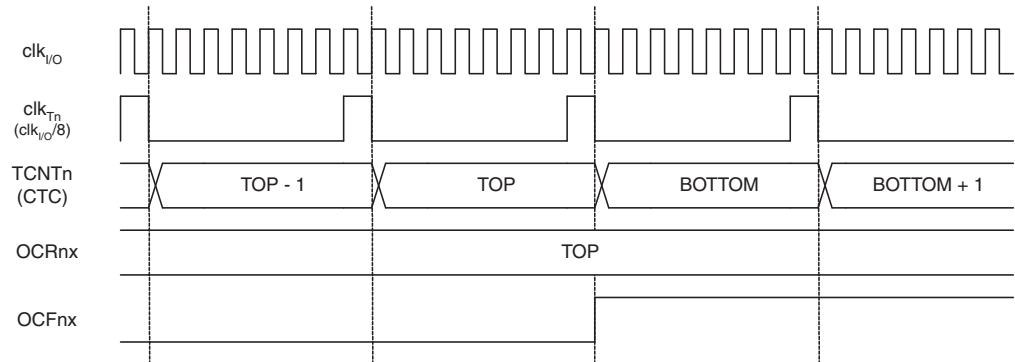 clkI/O
clkTn
(clkI/O/8)
TCNTn
(CTC)
TOP - 1
TOP
BOTTOM
BOTTOM + 1
OCRnx
TOP
OCFnx